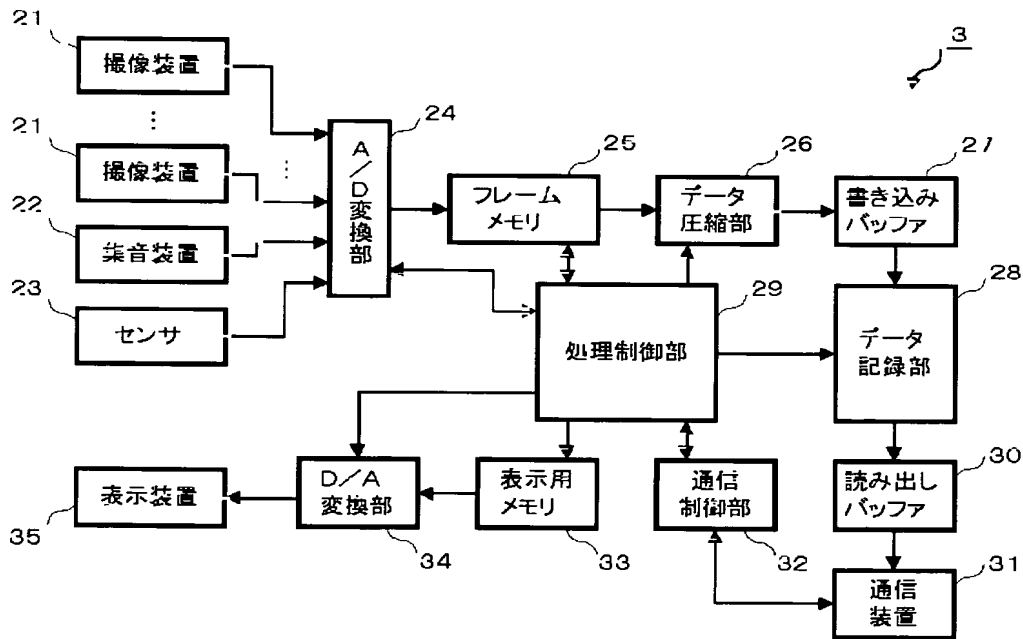 21
3
撮像装置
24
21
25
26
27
撮像装置
A/D変換部
フレーム
メモリ
データ
圧縮部
書き込み
バッファ
22
集音装置
23
29
28
センサ
処理制御部
データ
記録部
30
表示装置
D/A
変換部
表示用
メモリ
通信
制御部
読み出し
バッファ
35
34
33
32
31
通信
装置